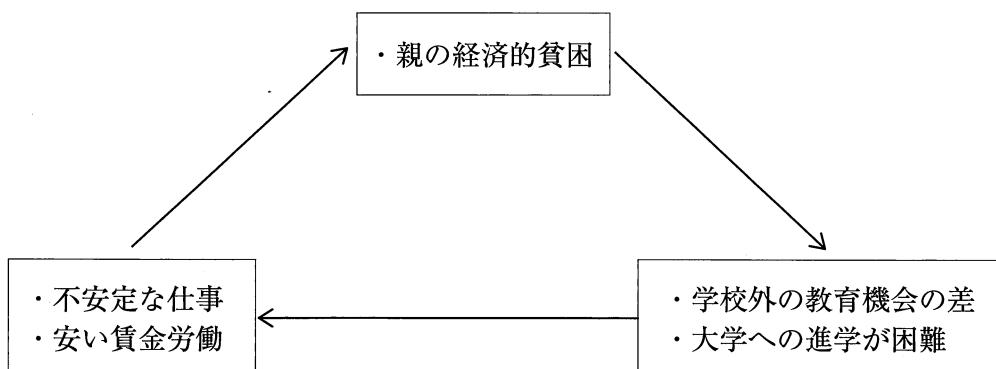 ・親の経済的貧困
・不安定な仕事
・安い賃金労働
・学校外の教育機会の差
・大学への進学が困難